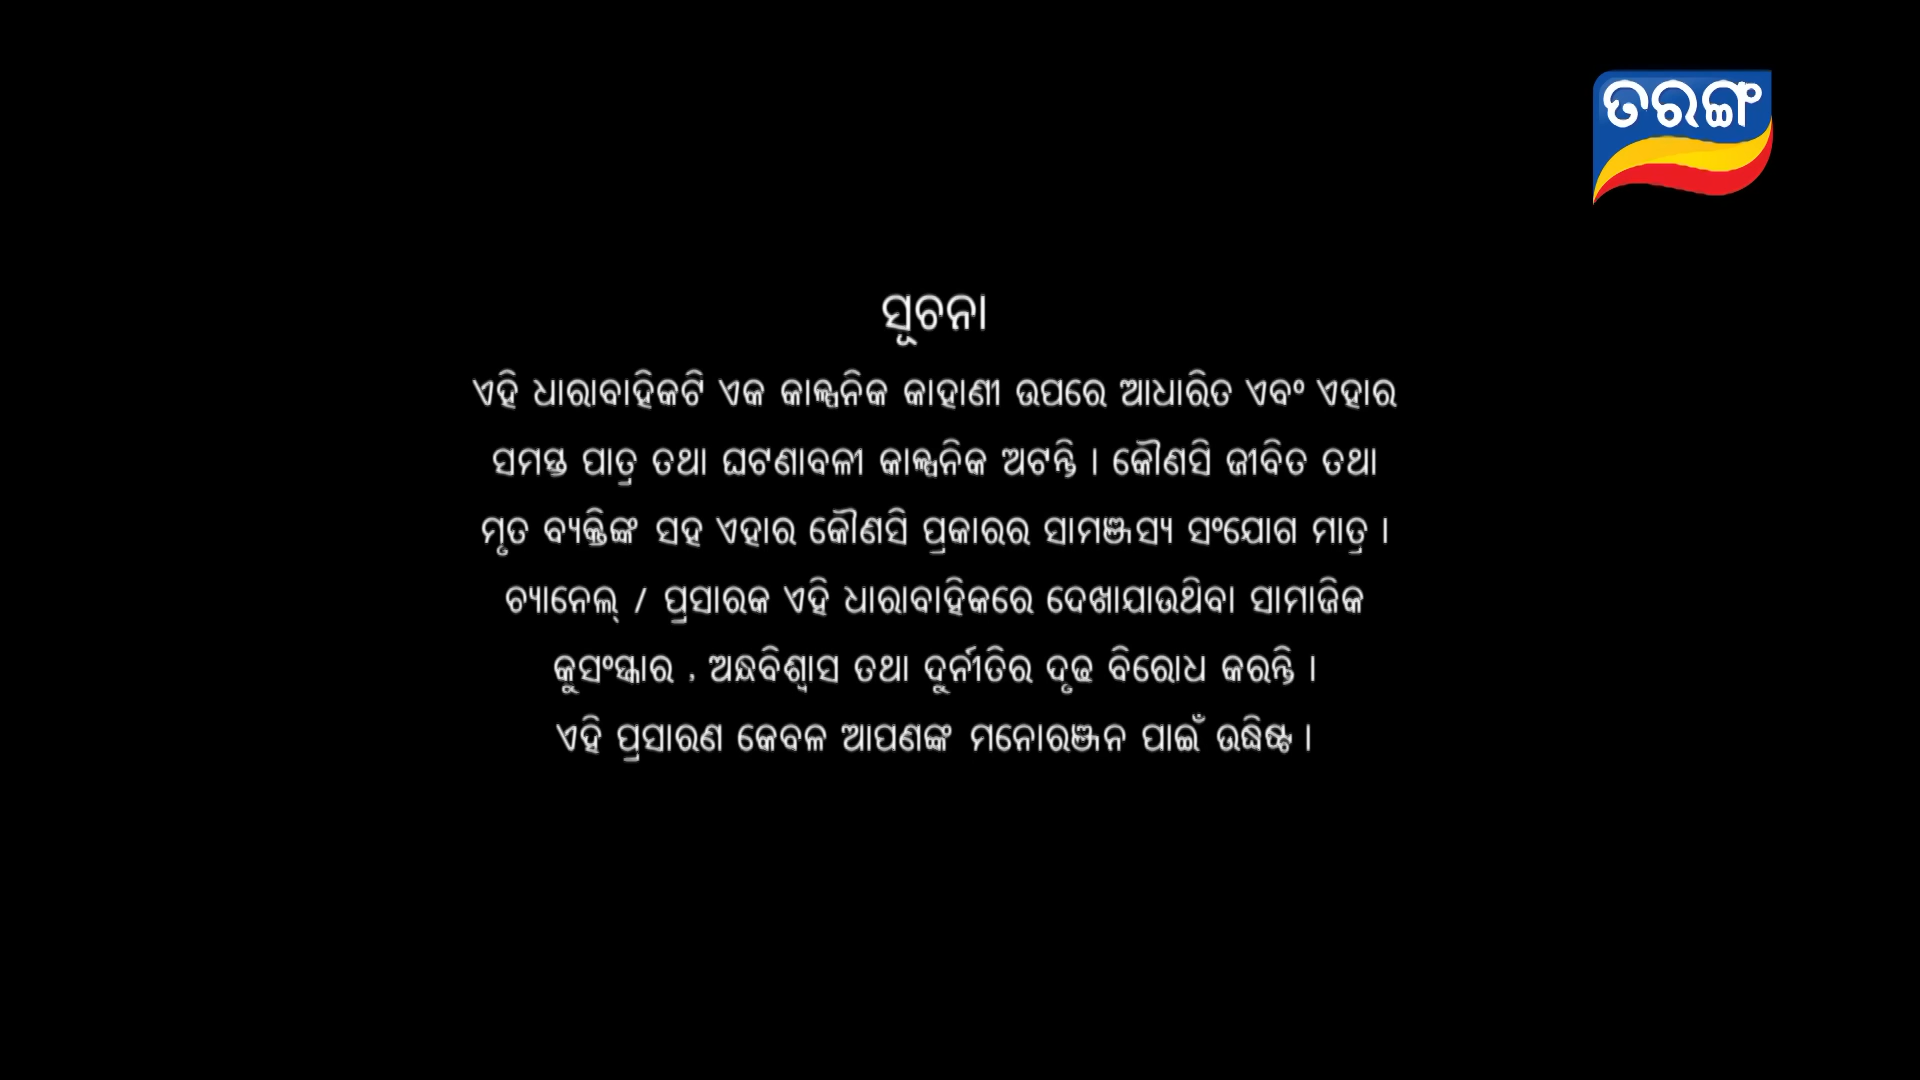 ତରଙ୍ଗ
ସୂଚନା
ଏହି ଧାରାବାହିକଟି ଏକ କାଳ୍ପନିକ କାହାଣୀ ଉପରେ ଆଧାରିତ ଏବଂ ଏହାର
ସମସ୍ତ ପାତ୍ର ତଥା ଘଟଣାବଳୀ କାଳ୍ପନିକ ଅଟନ୍ତି । କୌଣସି ଜୀବିତ ତଥା
ମୃତ ବ୍ୟକ୍ତିଙ୍କ ସହ ଏହାର କୌଣସି ପ୍ରକାରର ସାମଞ୍ଜସ୍ୟ ସଂଯୋଗ ମାତ୍ର ।
ଚ୍ୟାନେଲ୍ / ପ୍ରସାରକ ଏହି ଧାରାବାହିକରେ ଦେଖାଯାଉଥିବା ସାମାଜିକ
କୁସଂସ୍କାର , ଅନ୍ଧବିଶ୍ୱାସ ତଥା ଦୁର୍ନୀତିର ଦୃଢ ବିରୋଧ କରନ୍ତି ।
ଏହି ପ୍ରସାରଣ କେବଳ ଆପଣଙ୍କ ମନୋରଞ୍ଜନ ପାଇଁ ଉଦ୍ଧିଷ୍ଟ ।